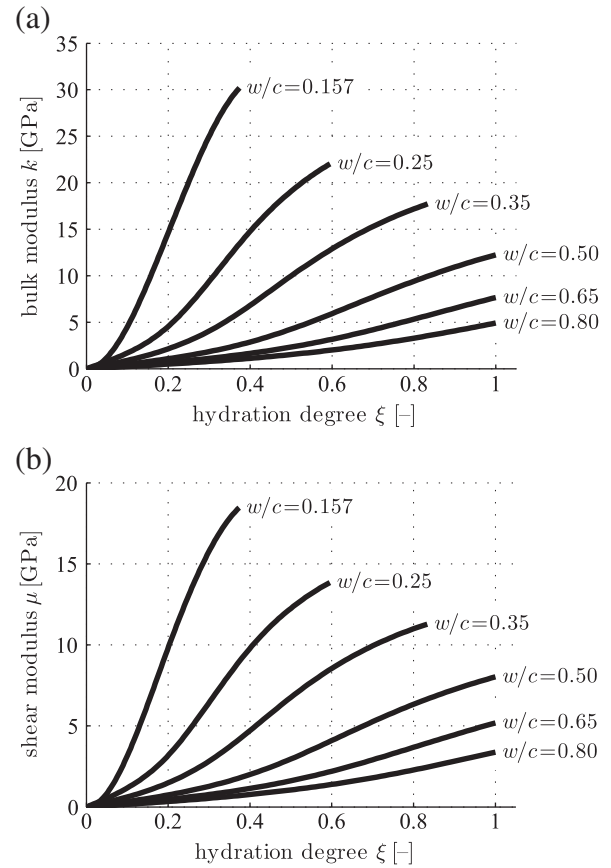 (a)
35
30
25
20
15
10
5
0
bulk modulus k [GPa]
w/c=0.157
w/c=0.25
w/c=0.35
w/c=0.50
w/c=0.65
w/c=0.80
0 0.2 0.4 0.6 0.8 1
hydration degree ξ [–]
(b)
20
15
10
5
0
shear modulus μ [GPa]
w/c=0.157
w/c=0.25
w/c=0.35
w/c=0.50
w/c=0.65
w/c=0.80
0 0.2 0.4 0.6 0.8 1
hydration degree ξ [–]